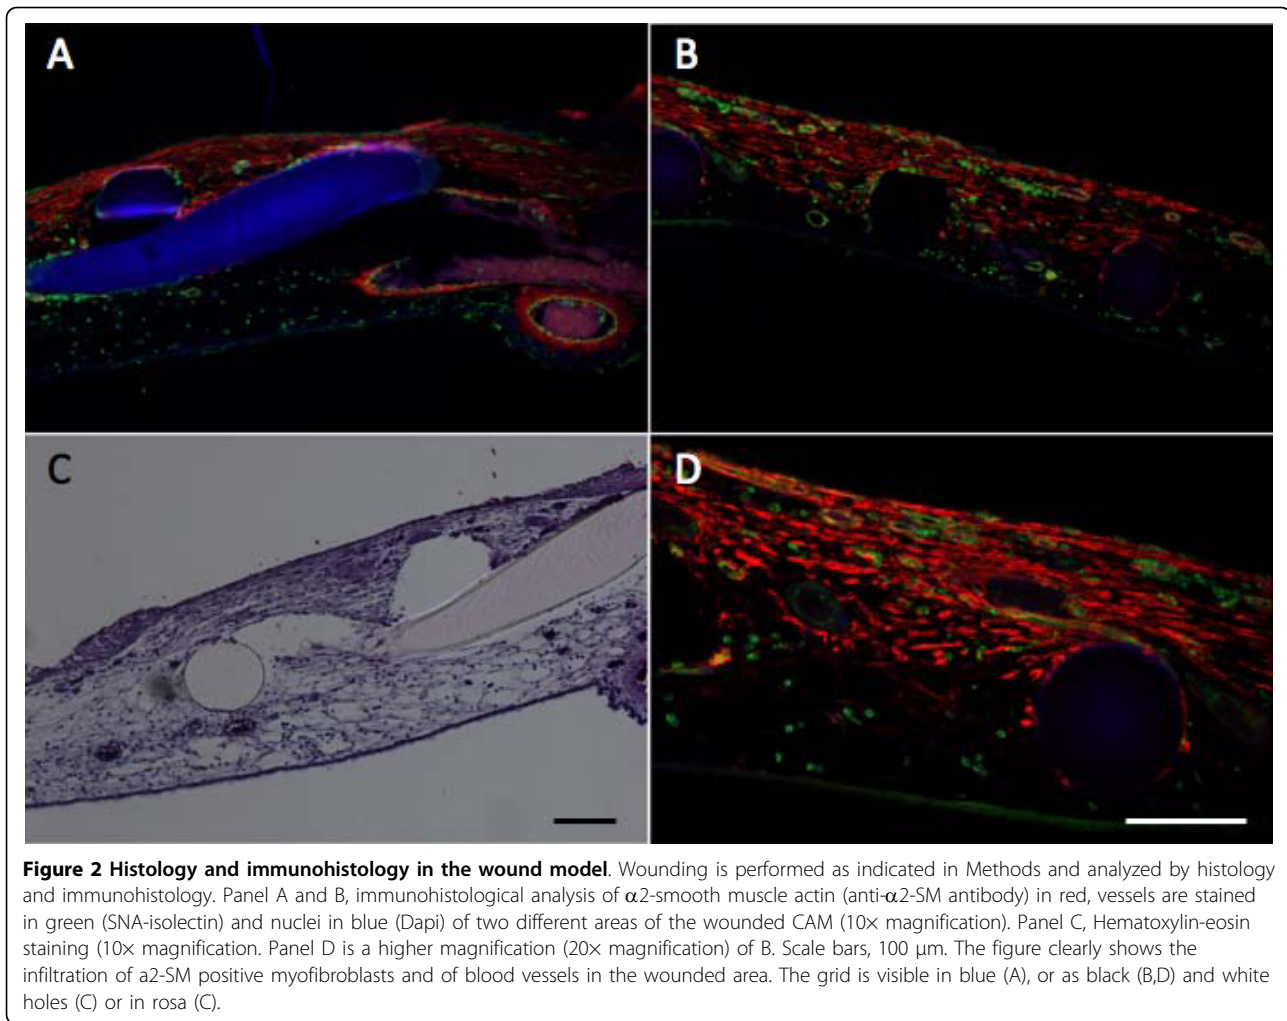 A
B
C
D
Figure 2 Histology and immunohistology in the wound model. Wounding is performed as indicated in Methods and analyzed by histology
and immunohistology. Panel A and B, immunohistological analysis of α2-smooth muscle actin (anti-α2-SM antibody) in red, vessels are stained
in green (SNA-isolectin) and nuclei in blue (Dapi) of two different areas of the wounded CAM (10× magnification). Panel C, Hematoxylin-eosin
staining (10× magnification. Panel D is a higher magnification (20× magnification) of B. Scale bars, 100 μm. The figure clearly shows the
infiltration of a2-SM positive myofibroblasts and of blood vessels in the wounded area. The grid is visible in blue (A), or as black (B,D) and white
holes (C) or in rosa (C).